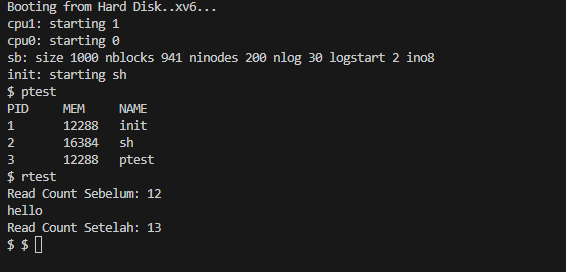 Booting from Hard Disk..xv6...
cpu1: starting 1
cpu0: starting 0
sb: size 1000 nblocks 941 ninodes 200 nlog 30 logstart 2 ino8
init: starting sh
$ ptest
PID MEM NAME
1 12288 init
2 16384 sh
3 12288 ptest
$ rtest
Read Count Sebelum: 12
hello
Read Count Setelah: 13
$ $